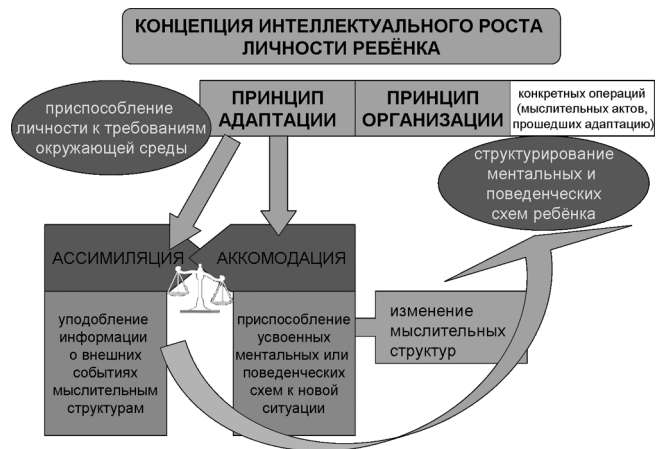 КОНЦЕПЦИЯ ИНТЕЛЛЕКТУАЛЬНОГО РОСТА
ЛИЧНОСТИ РЕБЁНКА
приспособление
личности к требованиям
окружающей среды
ПРИНЦИП
АДАПТАЦИИ
ПРИНЦИП
ОРГАНИЗАЦИИ
конкретных операций
(мыслительных актов,
прошедших адаптацию)
структурирование
ментальных и
поведенческих
схем ребёнка
АССИМИЛЯЦИЯ
АККОМОДАЦИЯ
уподобление
информации
о внешних
событиях
мыслительным
структурам
приспособление
усвоенных
ментальных или
поведенческих
схем к новой
ситуации
изменение
мыслительных
структур